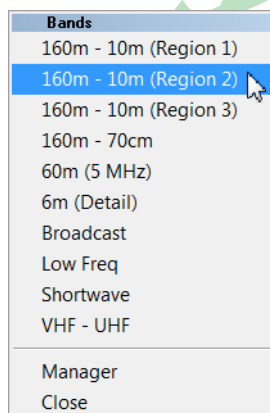 Bands
160m - 10m (Region 1)
160m - 10m (Region 2)
160m - 10m (Region 3)
160m - 70cm
60m (5 MHz)
6m (Detail)
Broadcast
Low Freq
Shortwave
VHF - UHF
Manager
Close